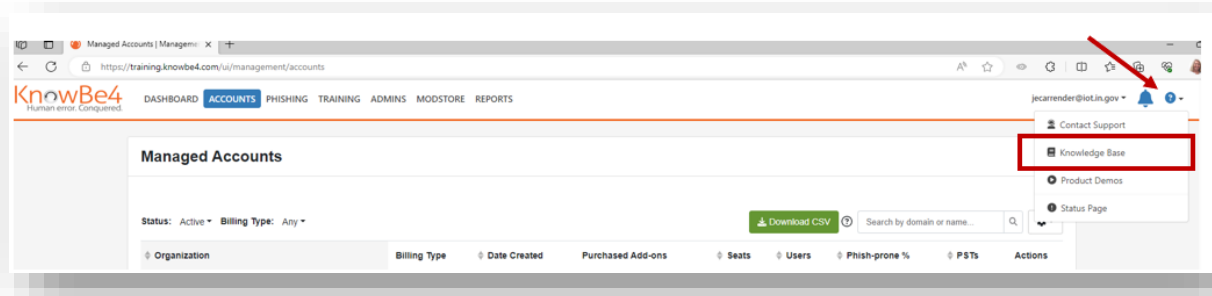 Managed Accounts | Manageme
https://training.knowbe4.com/ui/management/accounts
KnowBe4
Human error. Conquered.
DASHBOARD ACCOUNTS PHISHING TRAINING ADMINS MODSTORE REPORTS
jecarrender@iot.in.gov
Contact Support
Knowledge Base
Product Demos
Status Page
Managed Accounts
Status: Active Billing Type: Any
Download CSV
Search by domain or name...
Organization Billing Type Date Created Purchased Add-ons Seats Users Phish-prone % PSTs Actions